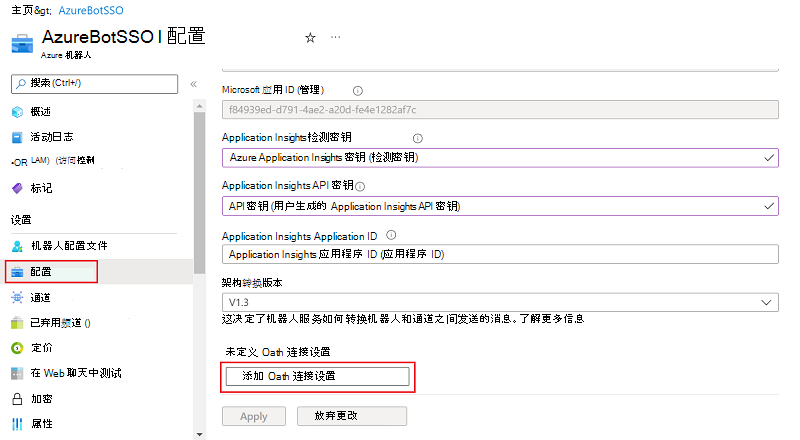 主页&gt; AzureBotSSO
AzureBotSSO I 配置
Azure 机器人
搜索 (Ctrl+/)
概述
活动日志
•OR LAM) (访问控制
标记
设置
机器人配置文件
配置
通道
已弃用频道 ()
定价
在 Web 聊天中测试
加密
属性
Microsoft 应用 ID (管理)
f84939ed-d791-4ae2-a20d-fe4e1282af7c
Application Insights检测密钥
Azure Application Insights 密钥 (检测密钥)
Application Insights API 密钥
API 密钥 (用户生成的 Application Insights API 密钥)
Application Insights Application ID
Application Insights 应用程序 ID (应用程序 ID)
架构转换版本
V1.3
这决定了机器人服务如何转换机器人和通道之间发送的消息。了解更多信息
未定义 Oath 连接设置
添加 Oath 连接设置
Apply
放弃更改